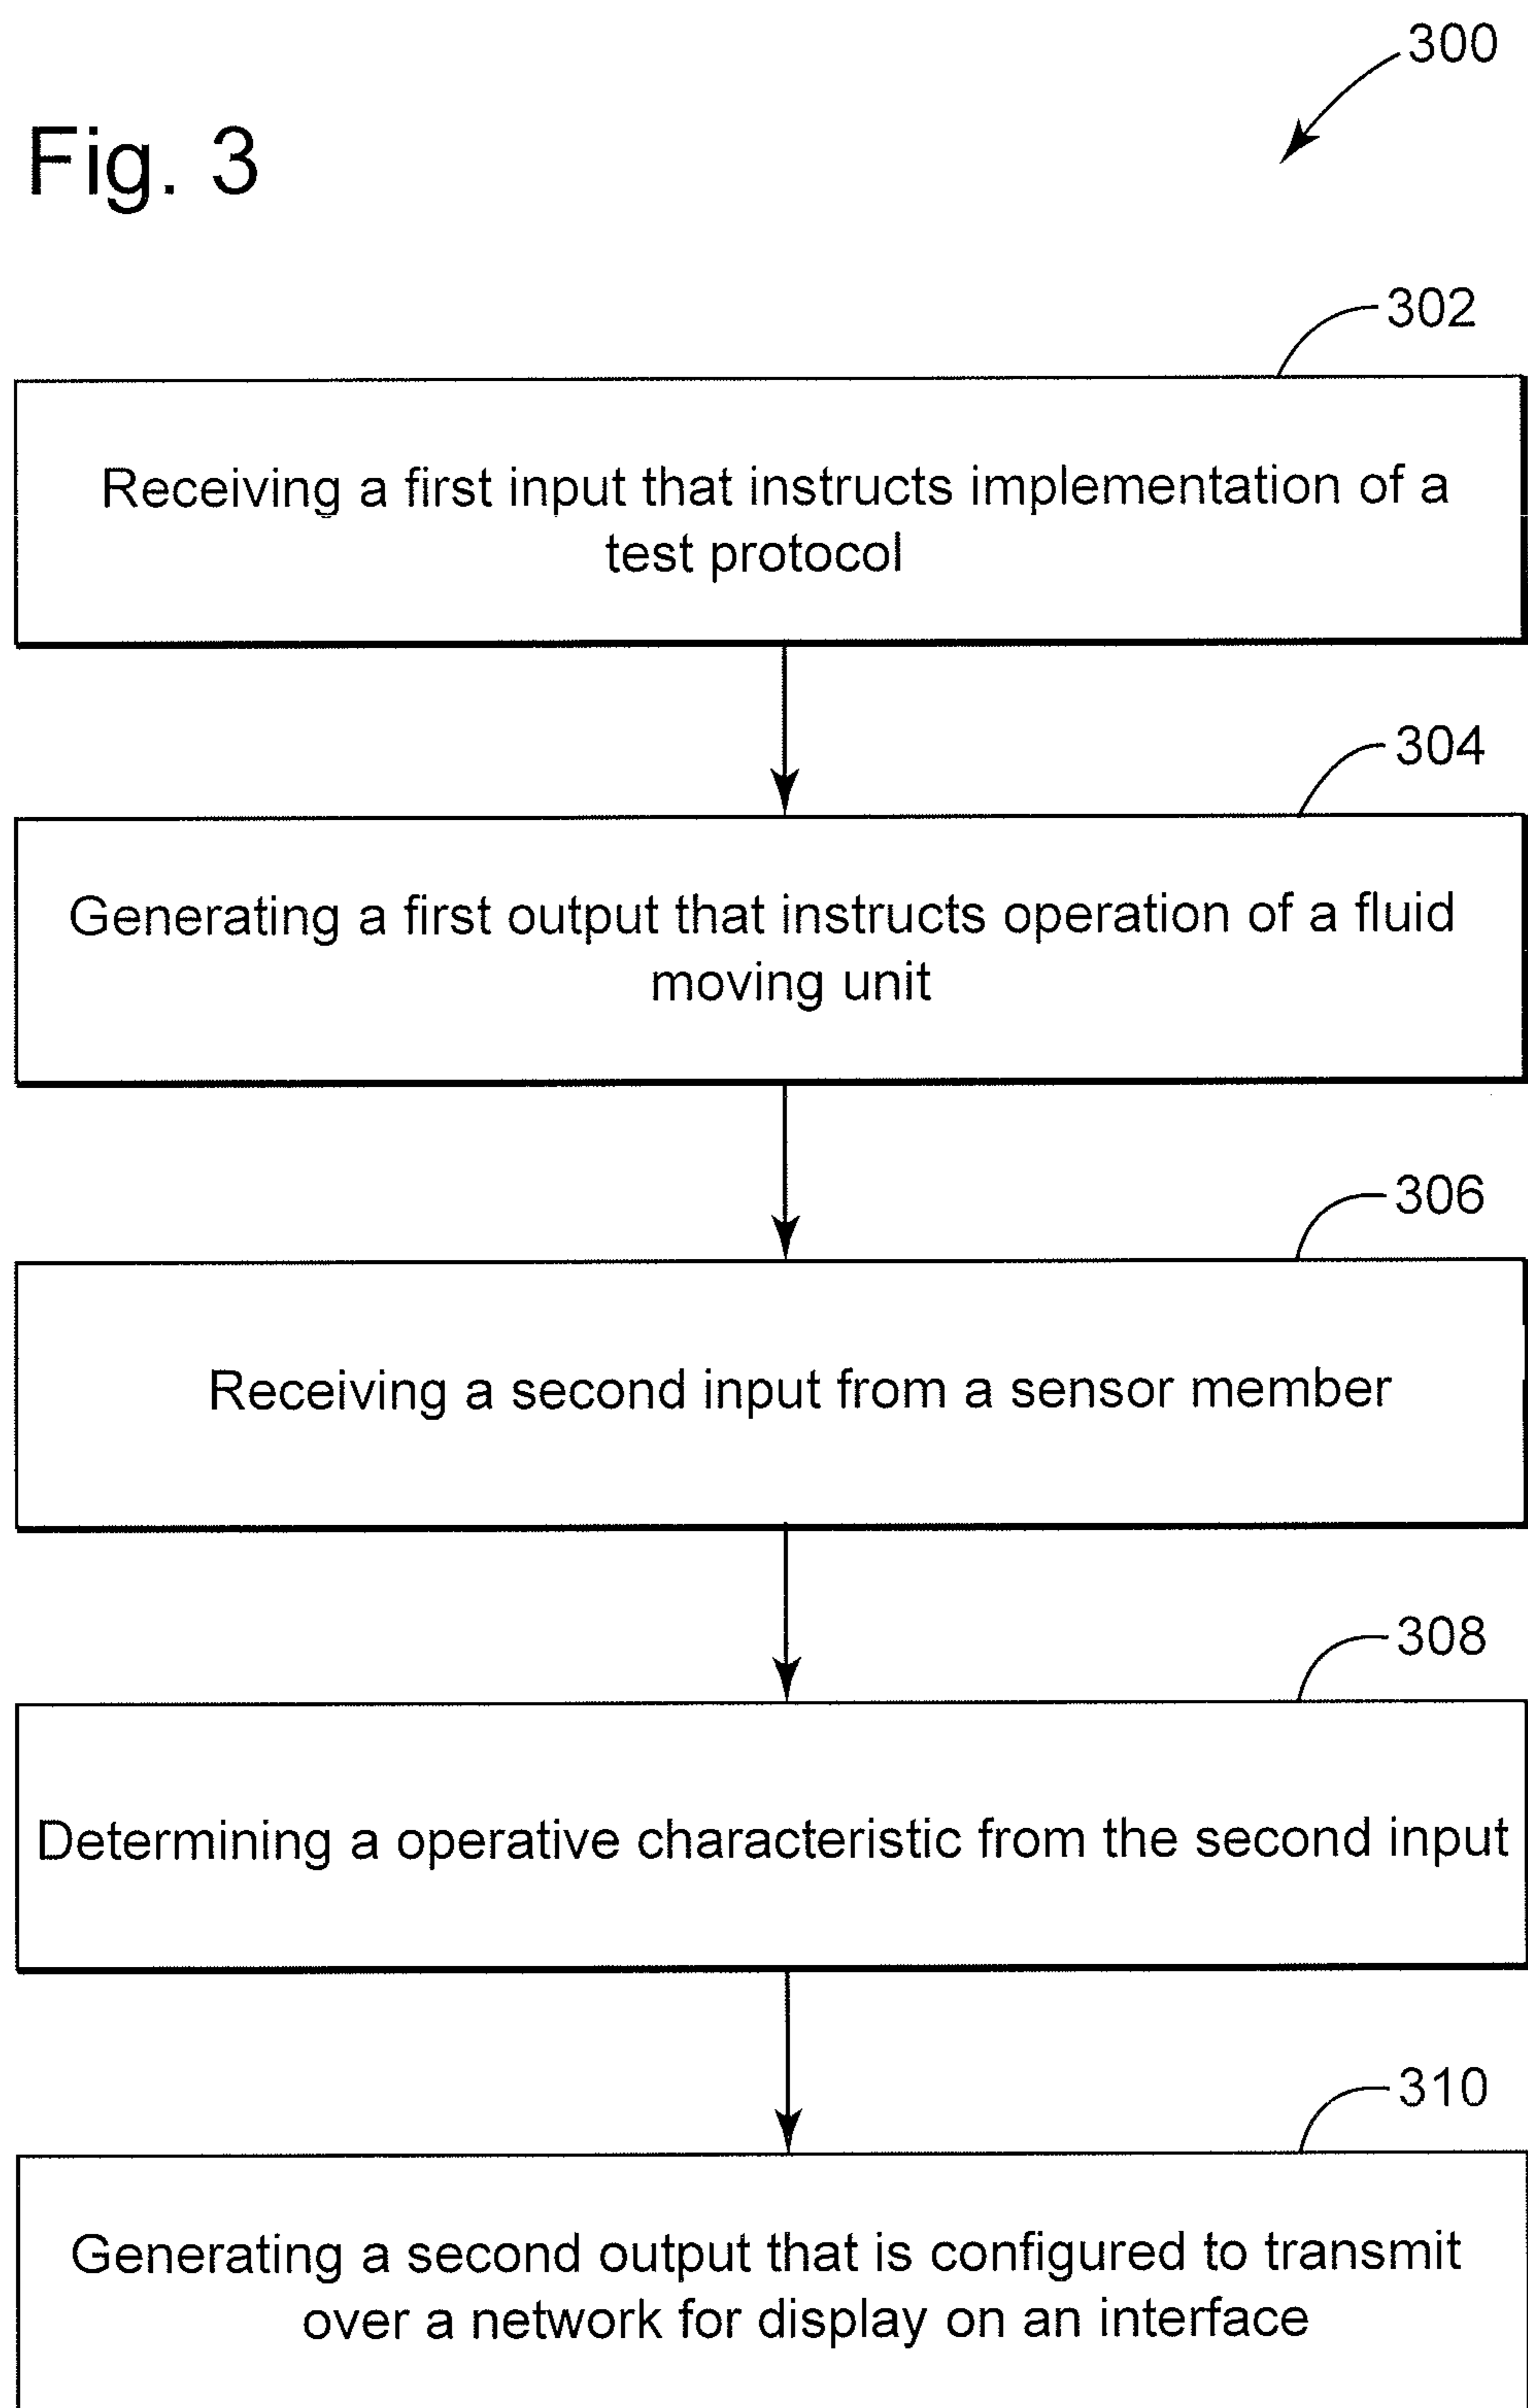 300
Fig. 3
302
Receiving a first input that instructs implementation of a
test protocol
304
Generating a first output that instructs operation of a fluid
moving unit
306
Receiving a second input from a sensor member
308
Determining a operative characteristic from the second input
310
Generating a second output that is configured to transmit
over a network for display on an interface